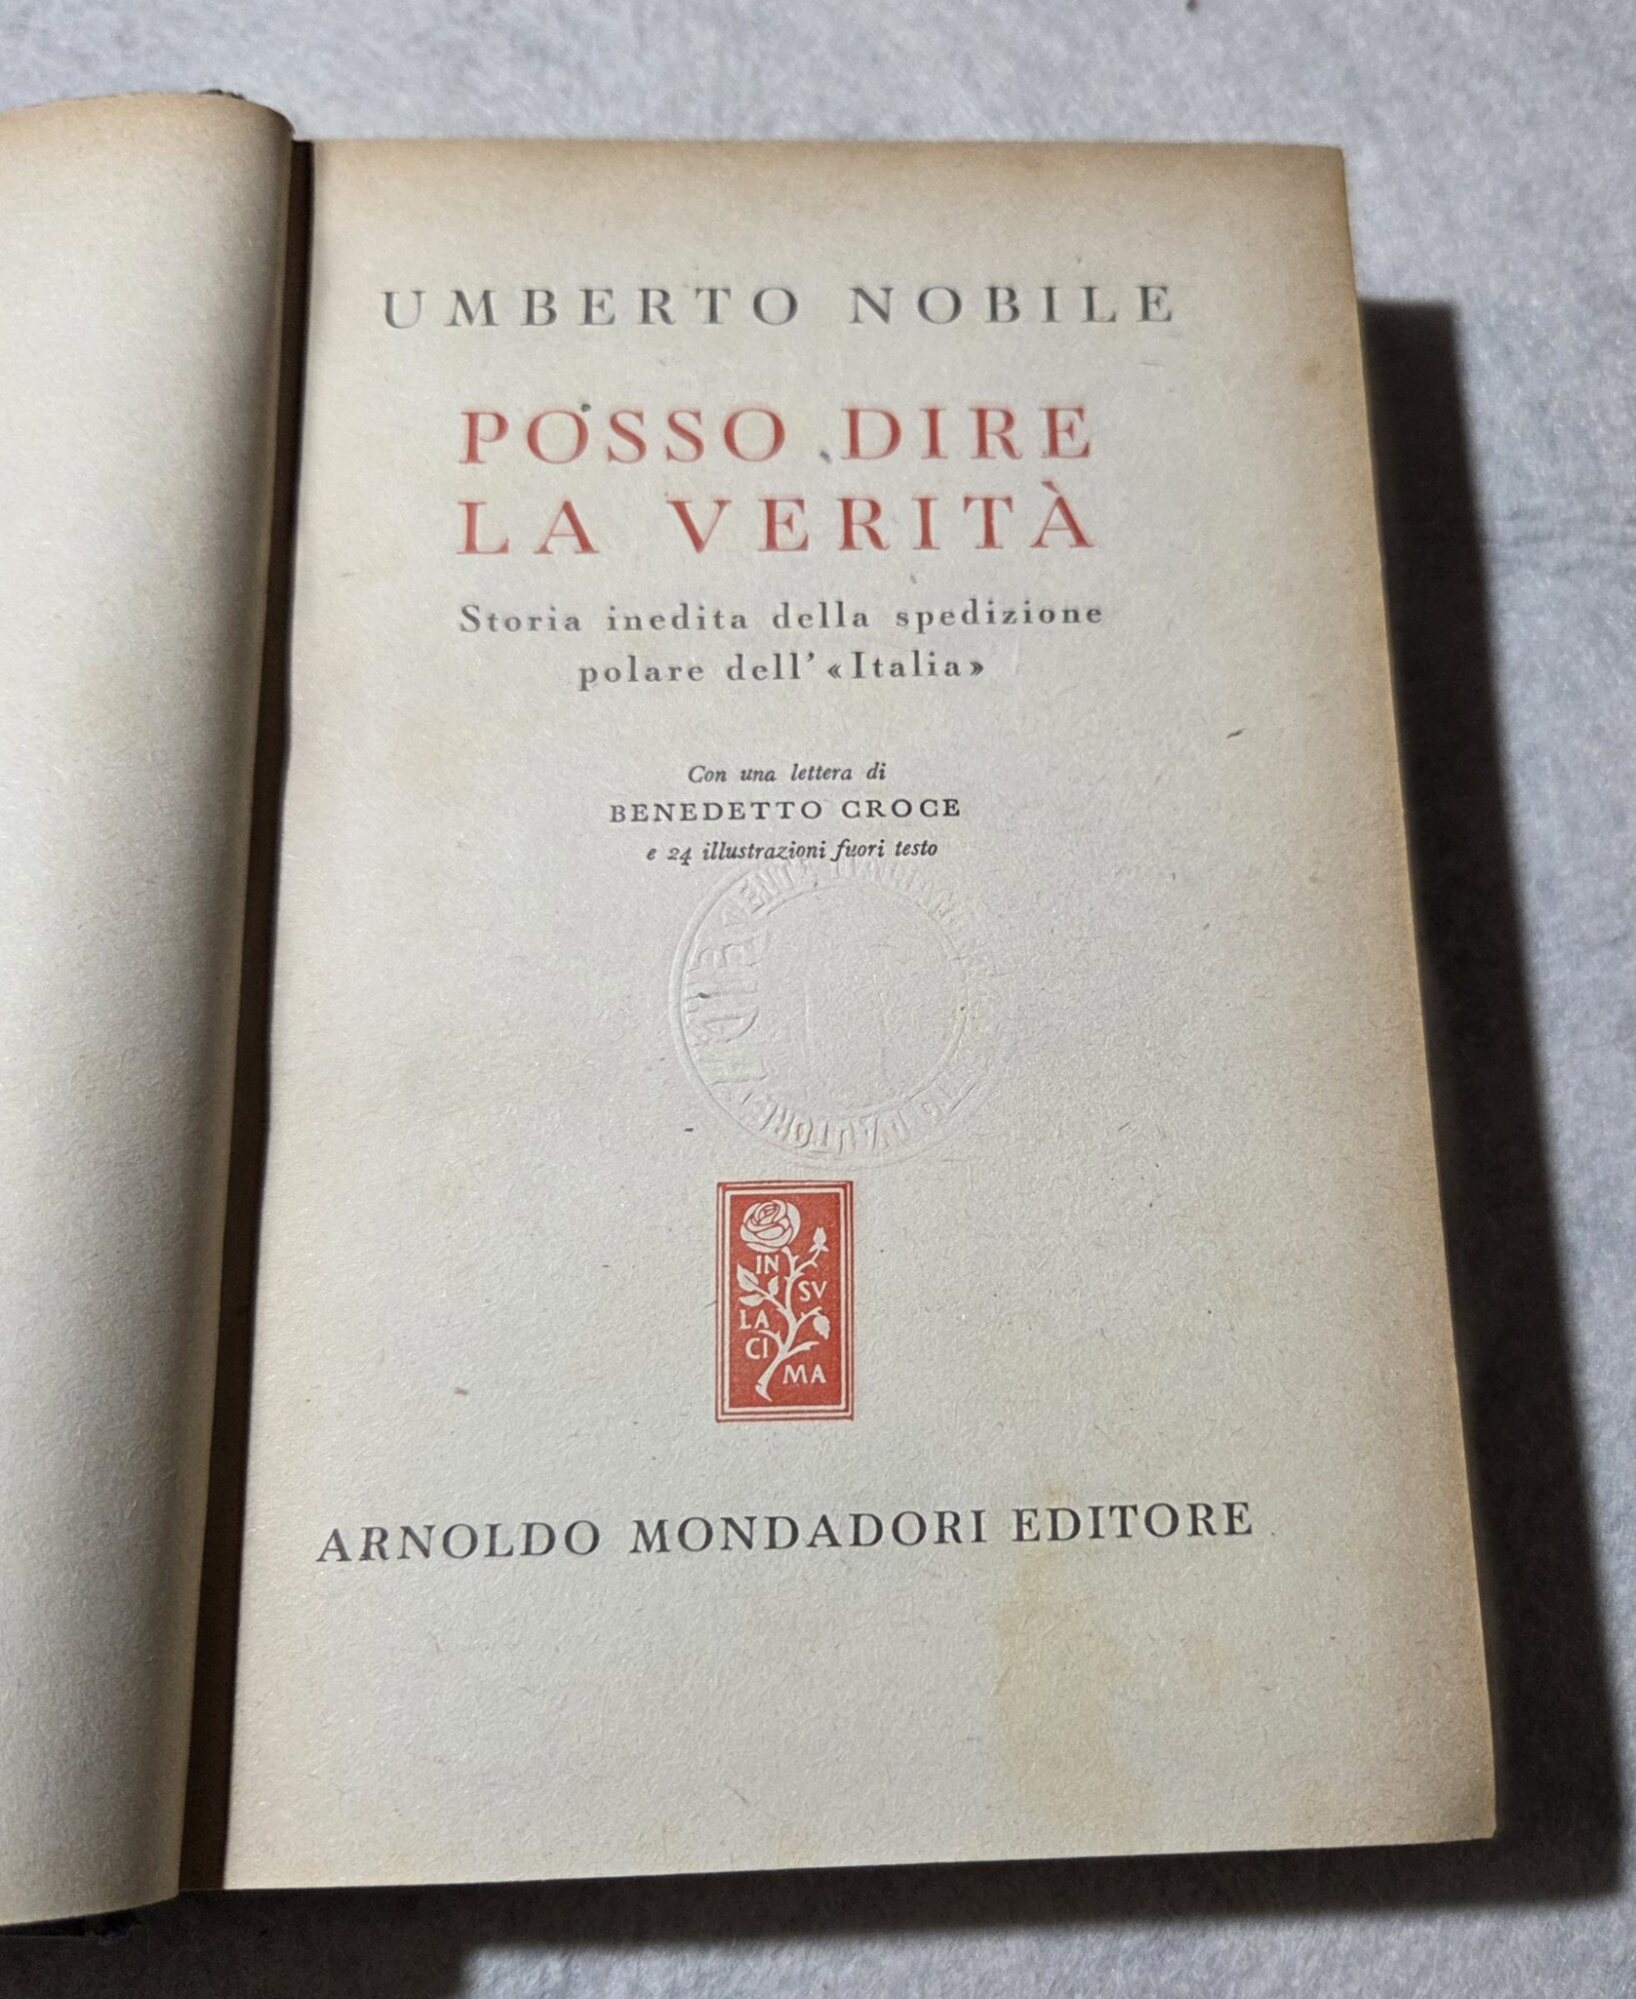 UMBERTO NOBILE
POSSO DIRE
LA VERITÀ
Storia inedita della spedizione
polare dell' «Italia»
Con una lettera di
BENEDETTO CROCE
e 24 illustrazioni fuori testo
IN
SV
LA
CI
MA
ARNOLDO MONDADORI EDITORE